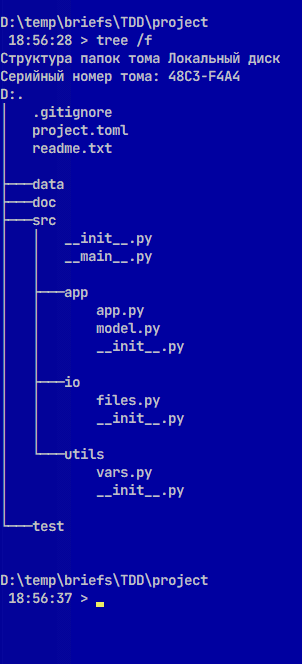 D:\temp\briefs\TDD\project
18:56:28 > tree /f
Структура папок тома Локальный диск
Серийный номер тома: 48C3-F4A4
D:.
│   .gitignore
│   project.toml
│   readme.txt
│
├───data
├───doc
├───src
│   │   __init__.py
│   │   __main__.py
│   │
│   ├───app
│   │       app.py
│   │       model.py
│   │       __init__.py
│   │
│   ├───io
│   │       files.py
│   │       __init__.py
│   │
│   └───utils
│           vars.py
│           __init__.py
│
└───test
D:\temp\briefs\TDD\project
18:56:37 >